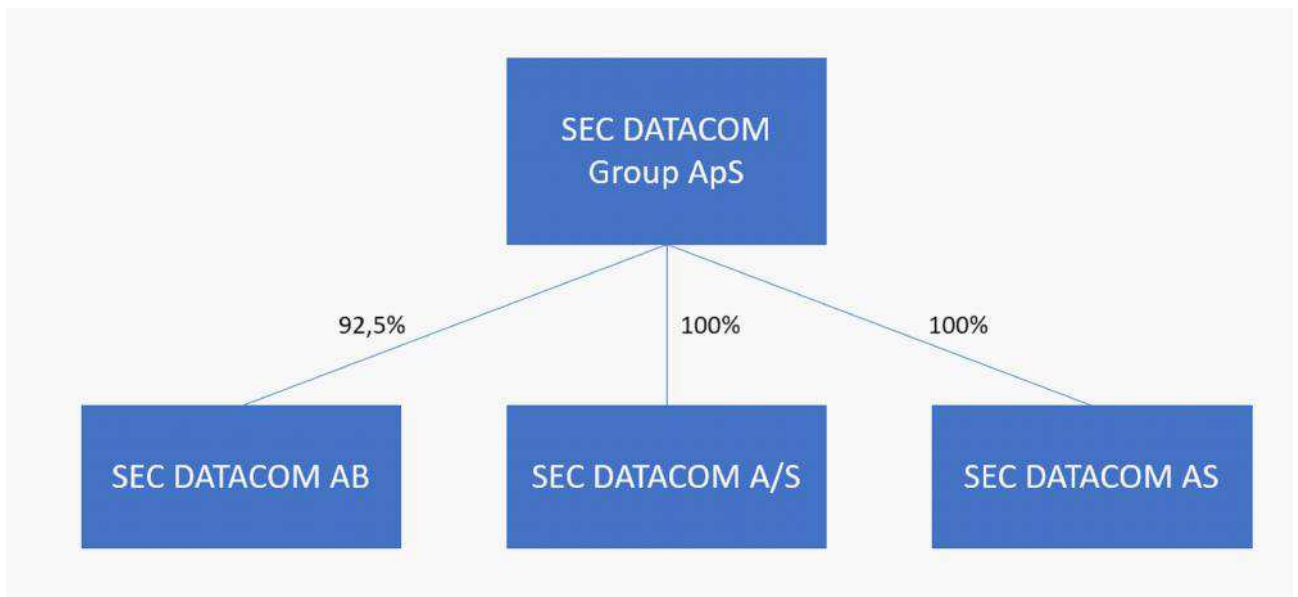 SEC DATACOM
Group ApS
92,5%
100%
100%
SEC DATACOM AB
SEC DATACOM A/S
SEC DATACOM AS